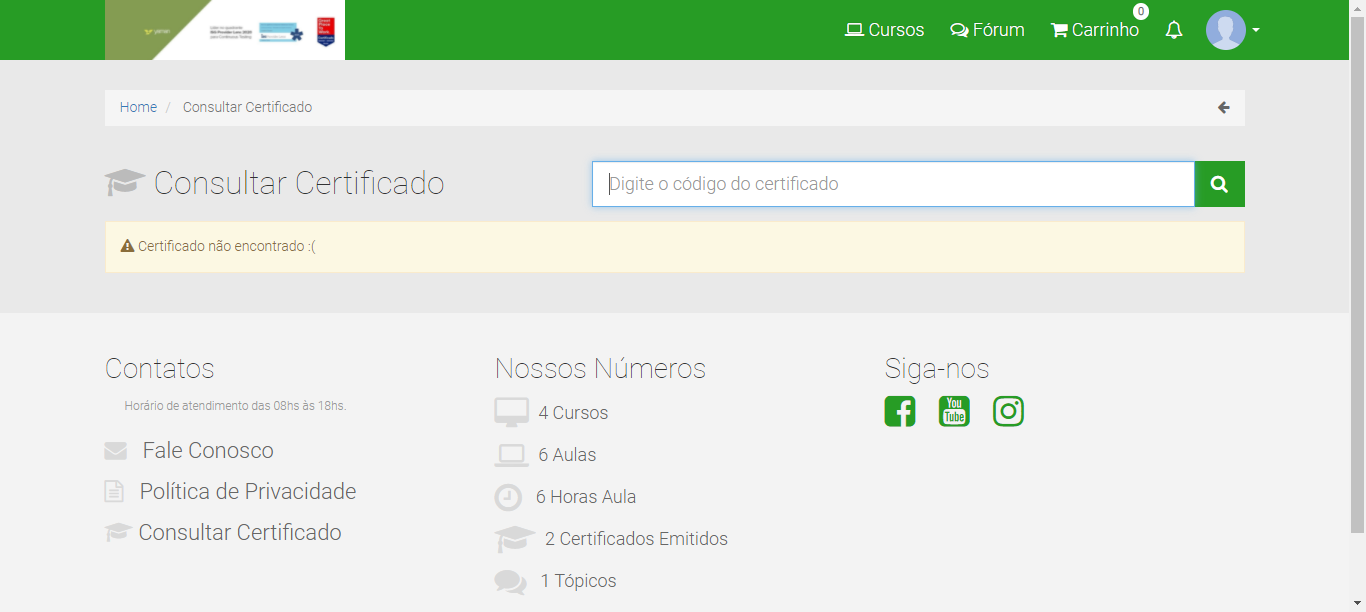 Cursos
Fórum
Carrinho
0
Home / Consultar Certificado
Consultar Certificado
Digite o código do certificado
Certificado não encontrado :(
Contatos
Horário de atendimento das 08hs às 18hs.
Fale Conosco
Política de Privacidade
Consultar Certificado
Nossos Números
4 Cursos
6 Aulas
6 Horas Aula
2 Certificados Emitidos
1 Tópicos
Siga-nos
You
Tube